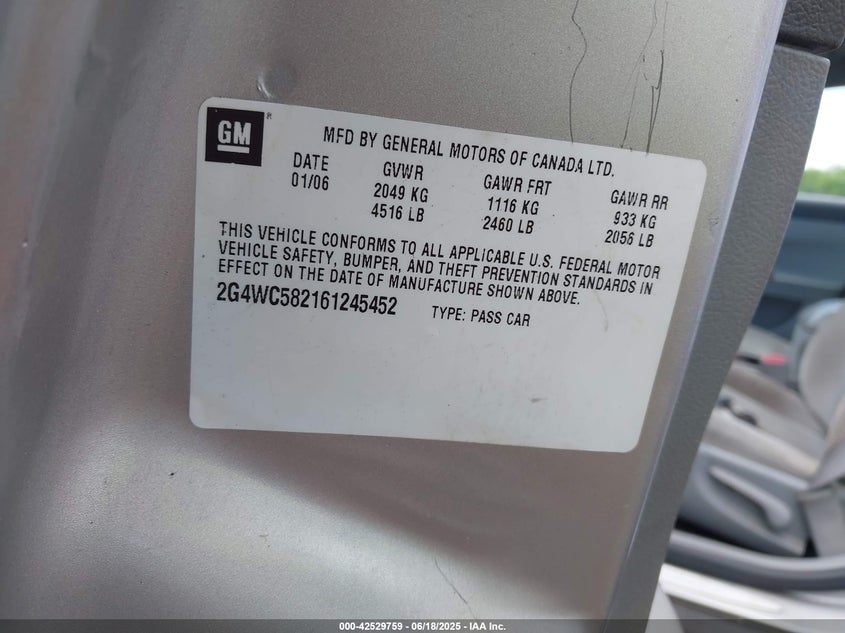 GM®
MFD BY GENERAL MOTORS OF CANADA LTD.
DATE GVWR GAWR FRT GAWR RR
01/06 2049 KG 1116 KG 933 KG
4516 LB 2460 LB 2056 LB
THIS VEHICLE CONFORMS TO ALL APPLICABLE U.S. FEDERAL MOTOR
VEHICLE SAFETY, BUMPER, AND THEFT PREVENTION STANDARDS IN
EFFECT ON THE DATE OF MANUFACTURE SHOWN ABOVE.
2G4WC582161245452 TYPE: PASS CAR
000-42529759 - 06/18/2025 - IAA Inc.